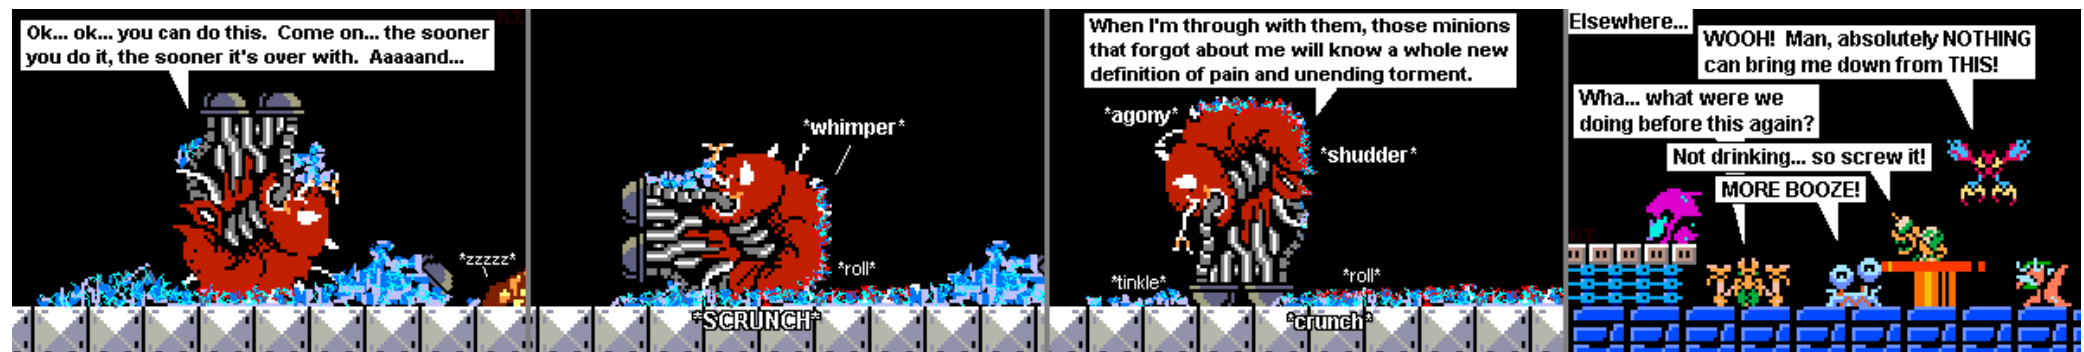 Ok... ok... you can do this. Come on... the sooner
you do it, the sooner it's over with. Aaaaand...
*zzzzz*
*whimper*
*roll*
*SCRUNCH*
When I'm through with them, those minions
that forgot about me will know a whole new
definition of pain and unending torment.
*agony*
*shudder*
*tinkle*
*roll*
*crunch*
Elsewhere...
WOOH! Man, absolutely NOTHING
can bring me down from THIS!
Wha... what were we
doing before this again?
Not drinking... so screw it!
MORE BOOZE!